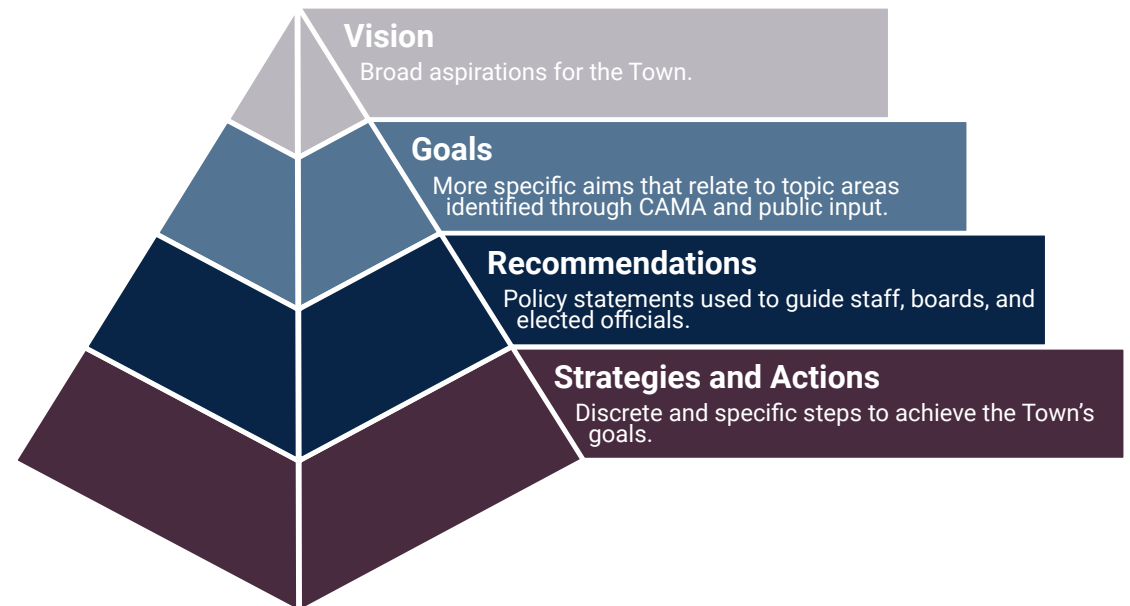 Vision
Broad aspirations for the Town.
Goals
More specific aims that relate to topic areas
identified through CAMA and public input.
Recommendations
Policy statements used to guide staff, boards, and
elected officials.
Strategies and Actions
Discrete and specific steps to achieve the Town’s
goals.